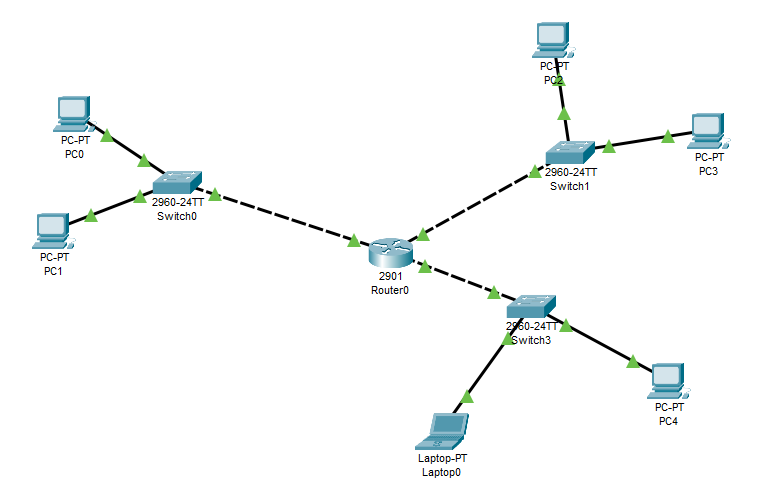 PC-PT
PC2
PC-PT
PC0
PC-PT
PC3
2960-24TT
Switch1
2960-24TT
Switch0
PC-PT
PC1
2901
Router0
2960-24TT
Switch3
PC-PT
PC4
Laptop-PT
Laptop0